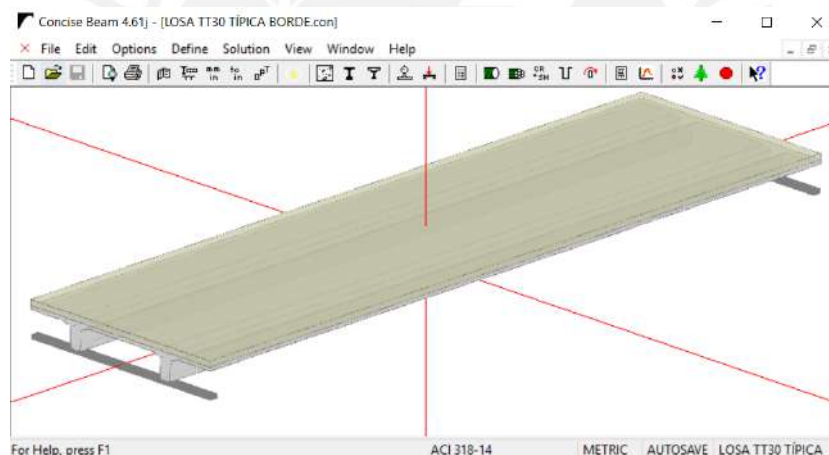 Concise Beam 4.61j - [LOSA TT30 TÍPICA BORDE.con]
File Edit Options Define Solution View Window Help
For Help, press F1 ACI 318-14 METRIC AUTOSAVE LOSA TT30 TÍPICA